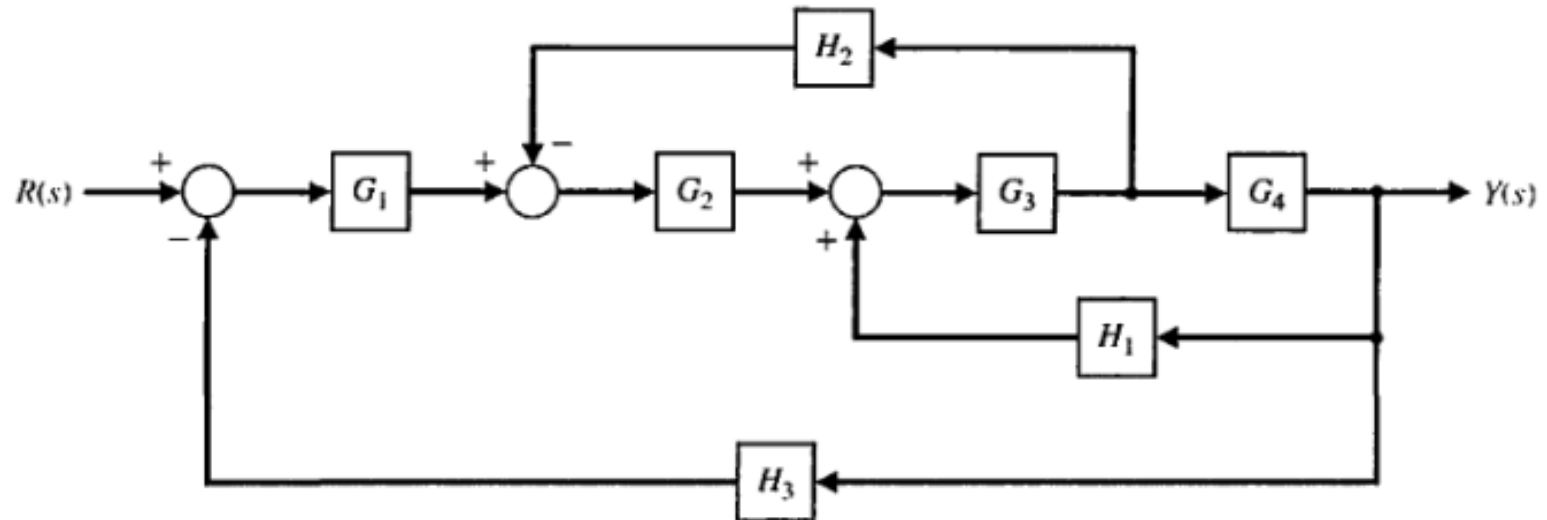 H₂
−
+ + +
R(s) G₁ G₂ G₃ G₄ Y(s)
− +
H₁
H₃